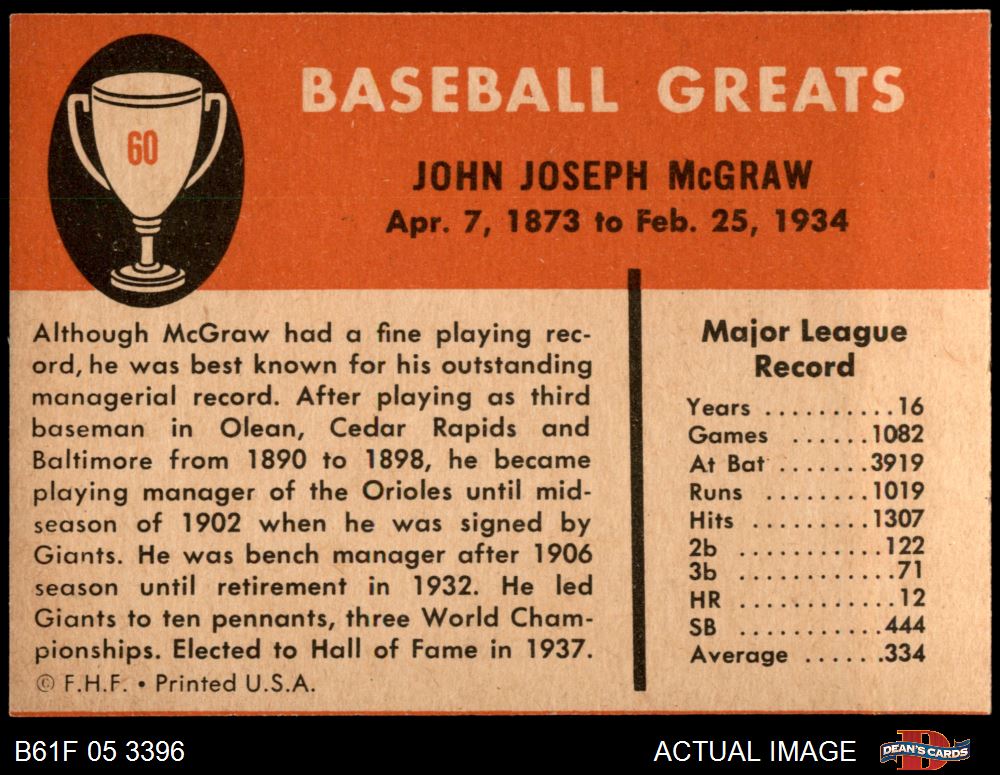 60
BASEBALL GREATS
JOHN JOSEPH McGRAW
Apr. 7, 1873 to Feb. 25, 1934
Although McGraw had a fine playing rec-
ord, he was best known for his outstanding
managerial record. After playing as third
baseman in Olean, Cedar Rapids and
Baltimore from 1890 to 1898, he became
playing manager of the Orioles until mid-
season of 1902 when he was signed by
Giants. He was bench manager after 1906
season until retirement in 1932. He led
Giants to ten pennants, three World Cham-
pionships. Elected to Hall of Fame in 1937.
© F.H.F. • Printed U.S.A.
Major League
Record
Years ..........16
Games ......1082
At Bat .......3919
Runs ........1019
Hits .........1307
2b ...........122
3b ............71
HR ............12
SB ..........444
Average ......334
B61F 05 3396
ACTUAL IMAGE
D
DEAN'S CARDS